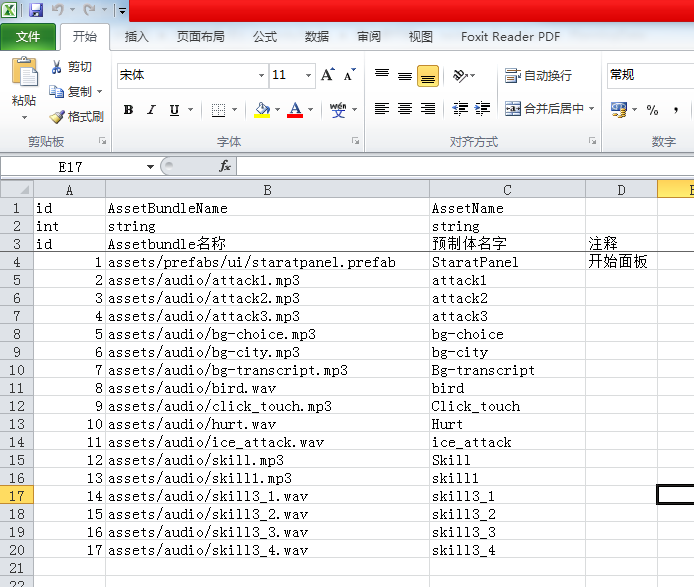 文件 开始 插入 页面布局 公式 数据 审阅 视图 Foxit Reader PDF
粘贴
剪切
复制
格式刷
剪贴板
宋体 11 A A
B I U A wén 文
字体
自动换行
合并后居中
对齐方式
常规
% ,
数字
E17 fx
A B C D
1 id AssetBundleName AssetName
2 int string string
3 id Assetbundle名称 预制体名字 注释
4 1 assets/prefabs/ui/staratpanel.prefab StaratPanel 开始面板
5 2 assets/audio/attack1.mp3 attack1
6 3 assets/audio/attack2.mp3 attack2
7 4 assets/audio/attack3.mp3 attack3
8 5 assets/audio/bg-choice.mp3 bg-choice
9 6 assets/audio/bg-city.mp3 bg-city
10 7 assets/audio/bg-transcript.mp3 Bg-transcript
11 8 assets/audio/bird.wav bird
12 9 assets/audio/click_touch.mp3 Click_touch
13 10 assets/audio/hurt.wav Hurt
14 11 assets/audio/ice_attack.wav ice_attack
15 12 assets/audio/skill.mp3 Skill
16 13 assets/audio/skill1.mp3 skill1
17 14 assets/audio/skill3_1.wav skill3_1
18 15 assets/audio/skill3_2.wav skill3_2
19 16 assets/audio/skill3_3.wav skill3_3
20 17 assets/audio/skill3_4.wav skill3_4
21